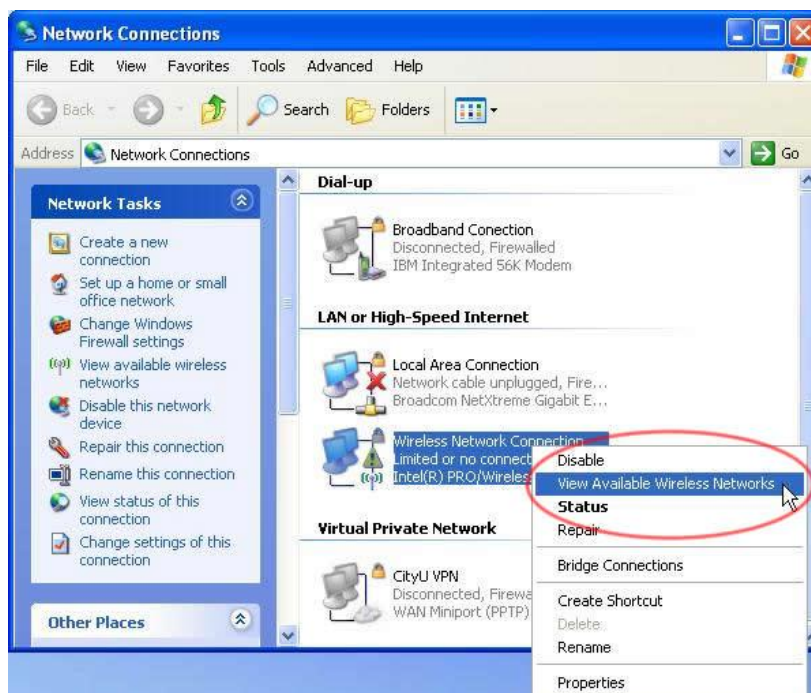 Network Connections
File Edit View Favorites Tools Advanced Help
Back Search Folders
Address Network Connections Go
Network Tasks
Create a new
connection
Set up a home or small
office network
Change Windows
Firewall settings
View available wireless
networks
Disable this network
device
Repair this connection
Rename this connection
View status of this
connection
Change settings of this
connection
Other Places
Dial-up
Broadband Conection
Disconnected, Firewalled
IBM Integrated 56K Modem
LAN or High-Speed Internet
Local Area Connection
Network cable unplugged, Fire...
Broadcom NetXtreme Gigabit E...
Wireless Network Connection
Limited or no connect
Intel(R) PRO/Wireles
Virtual Private Network
CityU VPN
Disconnected, Firewa
WAN Miniport (PPTP)
Disable
View Available Wireless Networks
Status
Repair
Bridge Connections
Create Shortcut
Delete
Rename
Properties